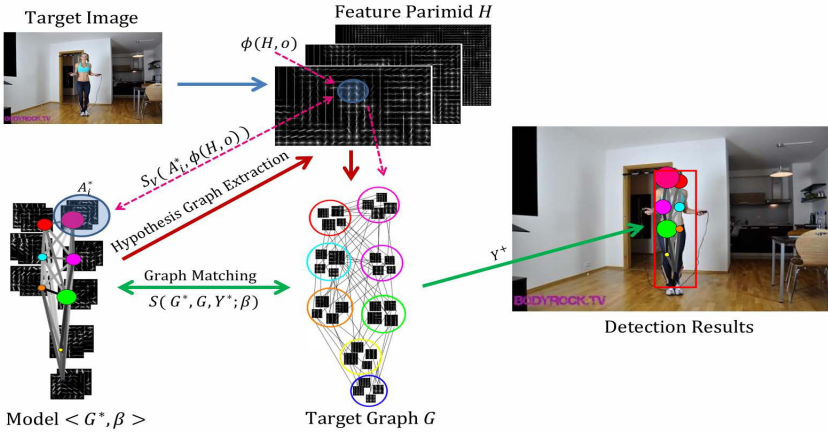 Target Image
Feature Parimid H
ϕ(H, o)
BODYROCK.TV
S_V(A_i^*, ϕ(H, o))
A_i^*
Hypothesis Graph Extraction
Graph Matching
S(G^*, G, Y^*; β)
Y^+
BODYROCK.TV
Detection Results
Model < G^*, β >
Target Graph G